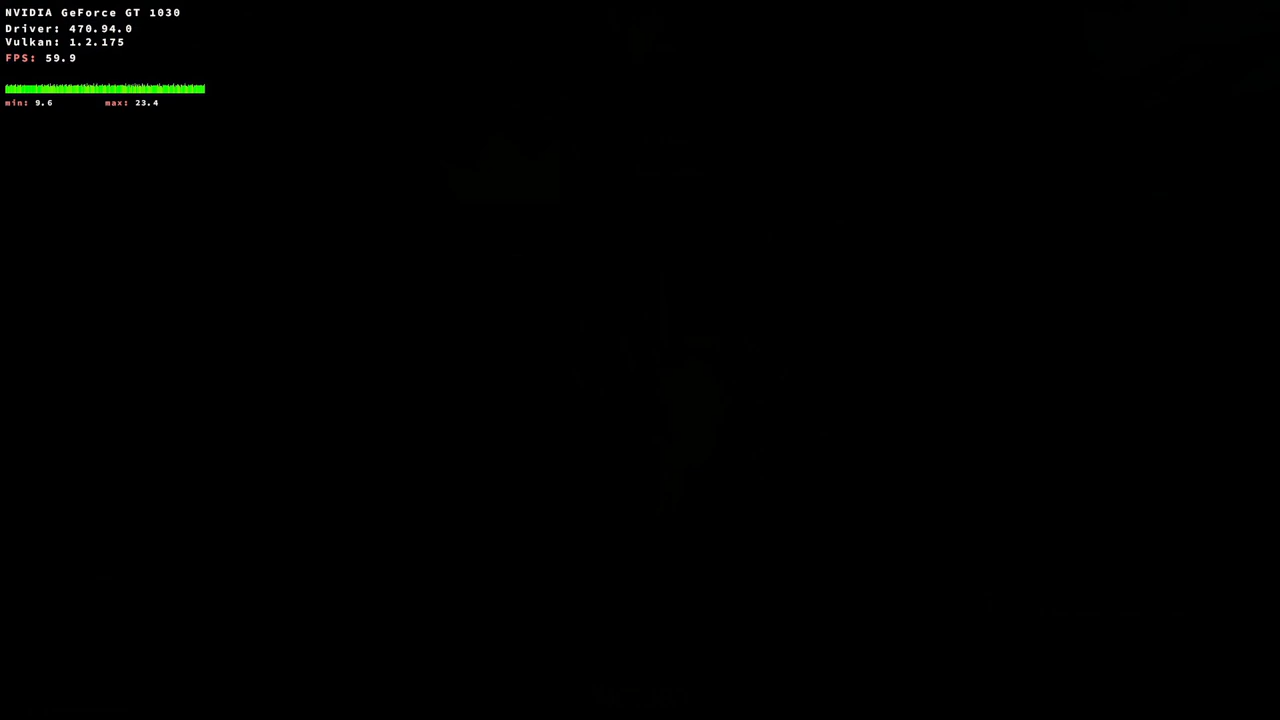 NVIDIA GeForce GT 1030
Driver: 470.94.0
Vulkan: 1.2.175
FPS: 59.9
min: 9.6 max: 23.4